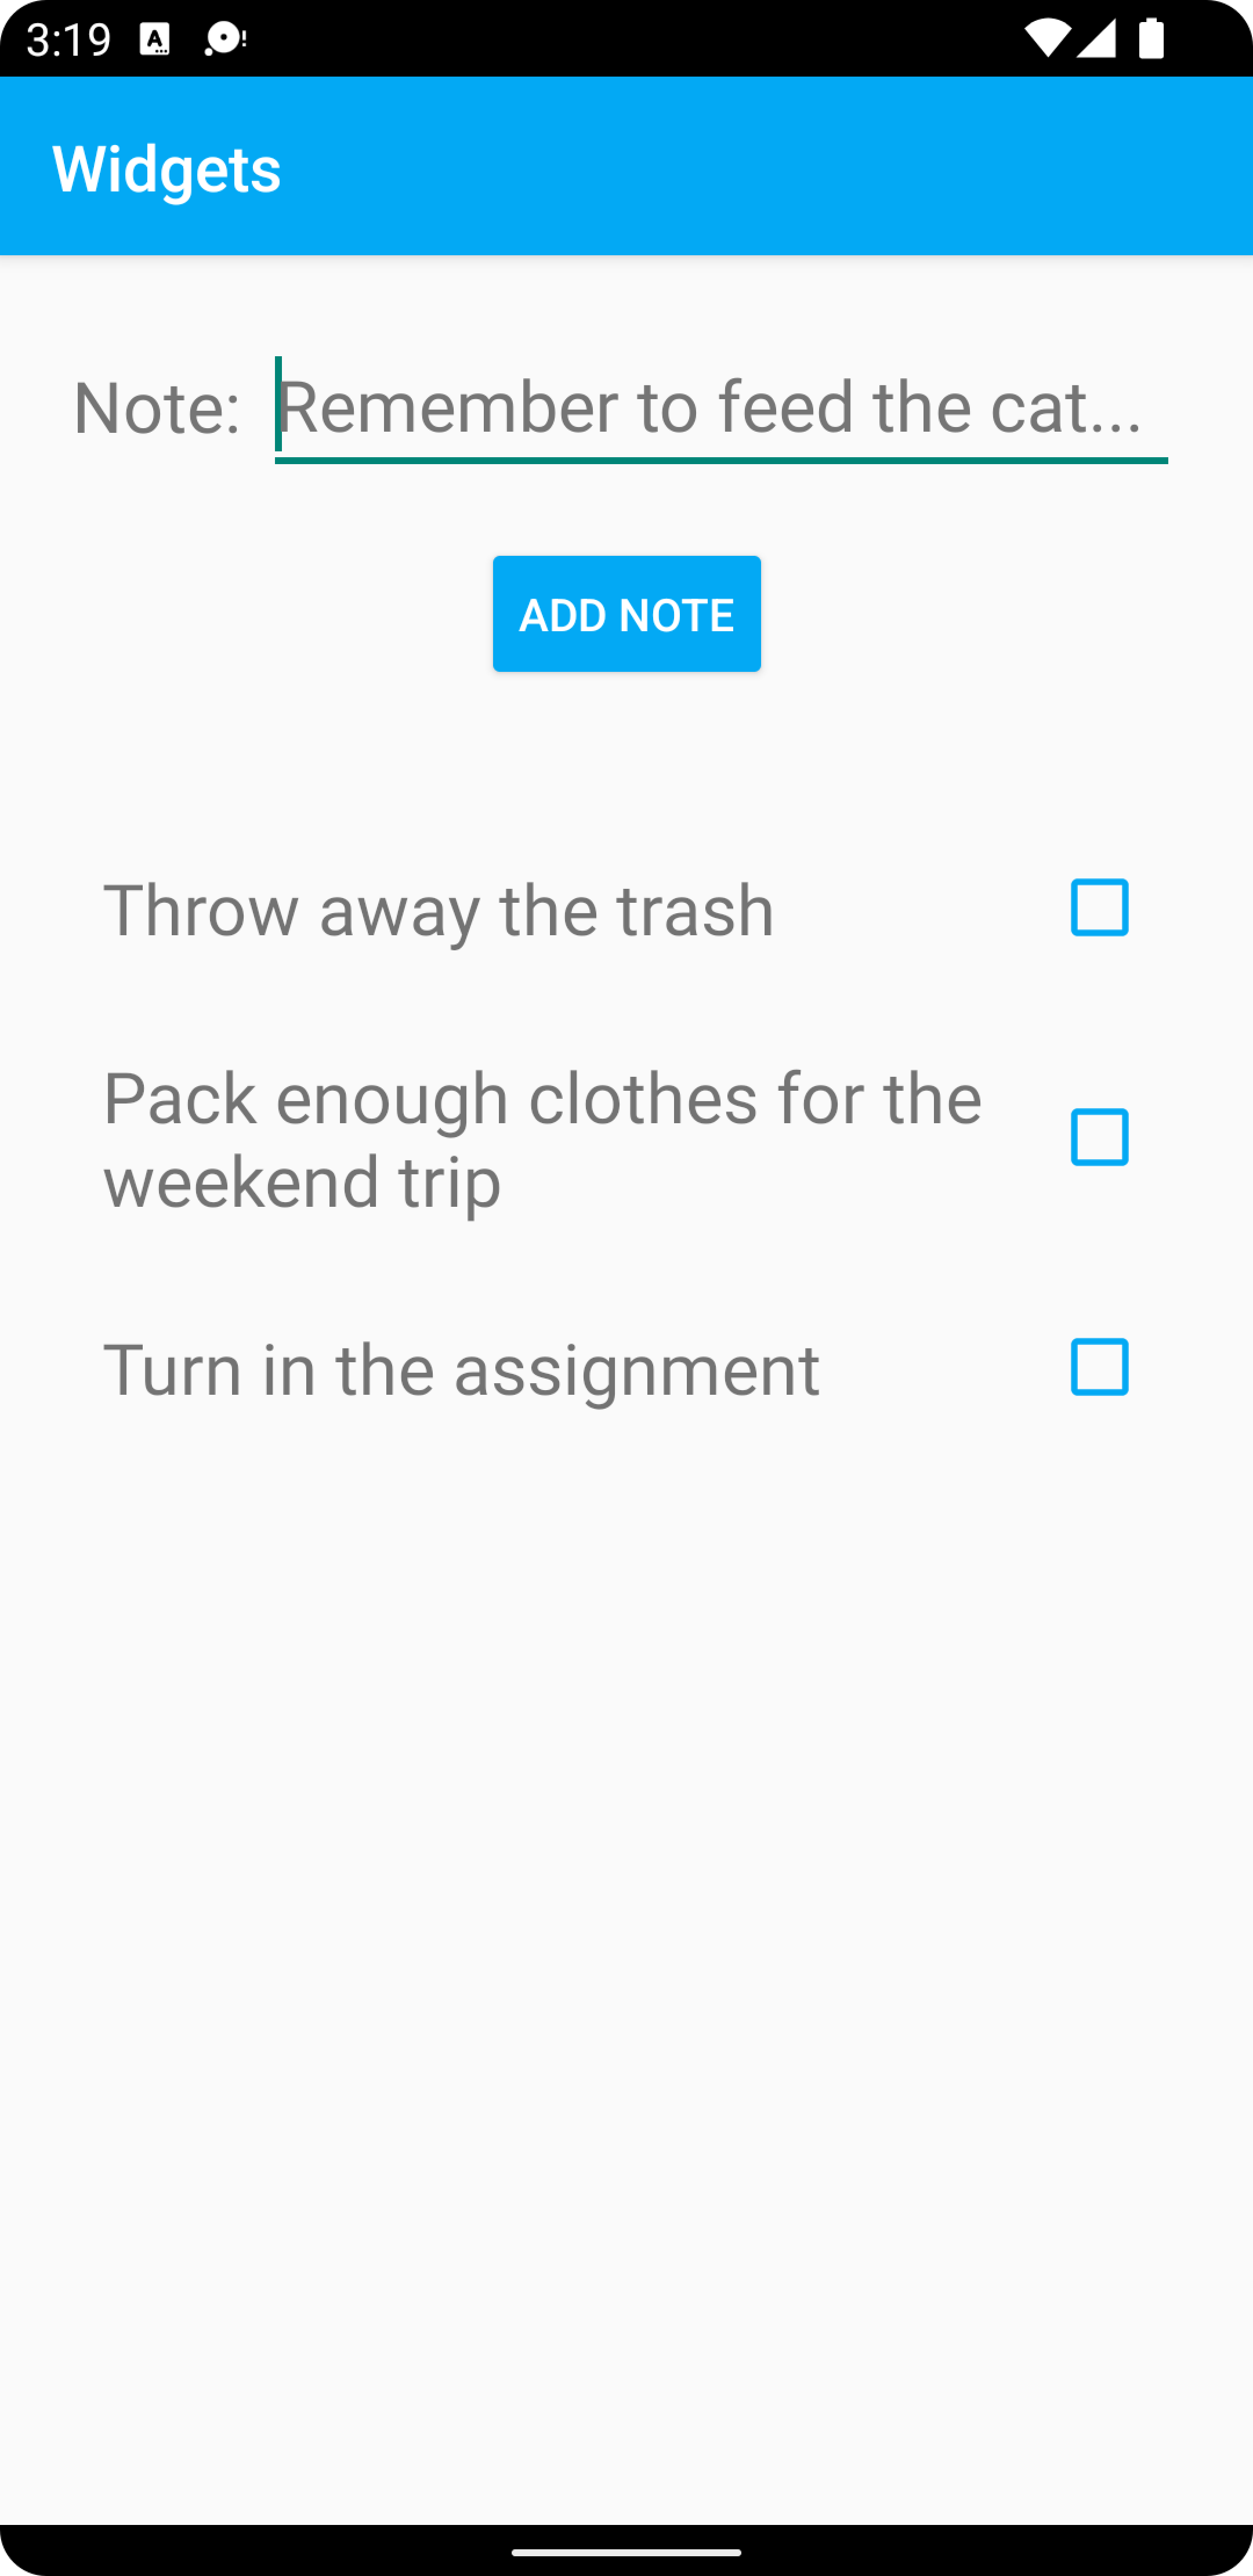 3:19
Widgets
Note: Remember to feed the cat...
ADD NOTE
Throw away the trash
Pack enough clothes for the
weekend trip
Turn in the assignment